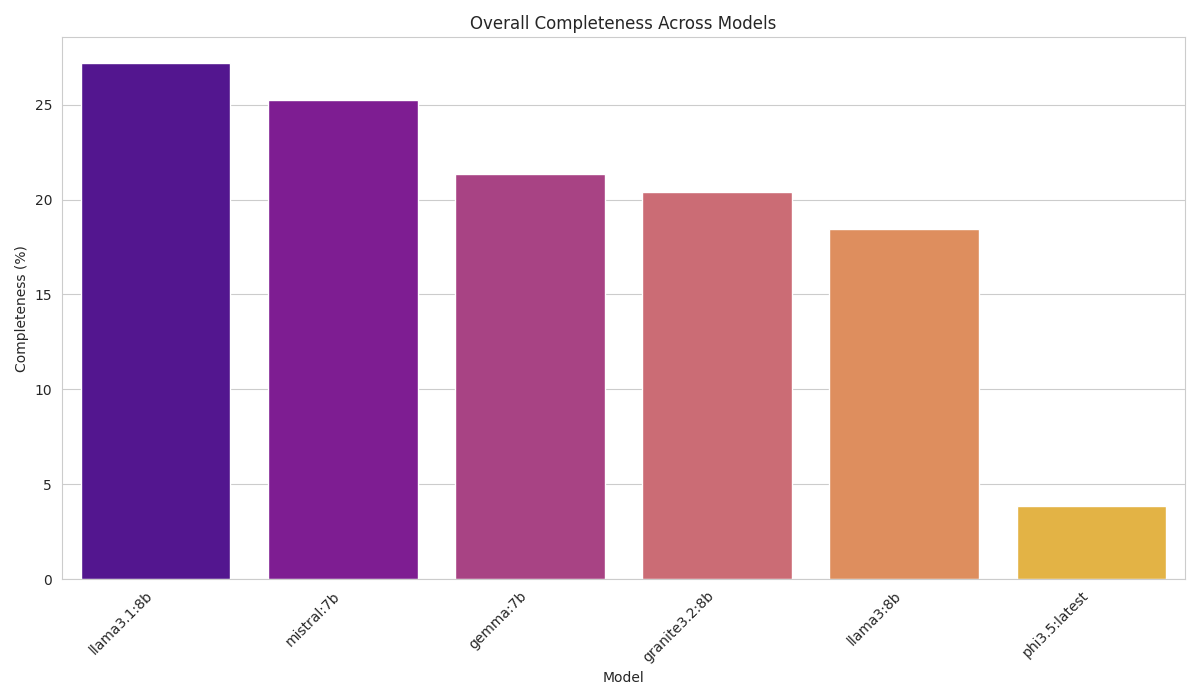 Overall Completeness Across Models
Completeness (%)
25
20
15
10
5
0
llama3.1:8b
mistral:7b
gemma:7b
granite3.2:8b
llama3:8b
phi3.5:latest
Model